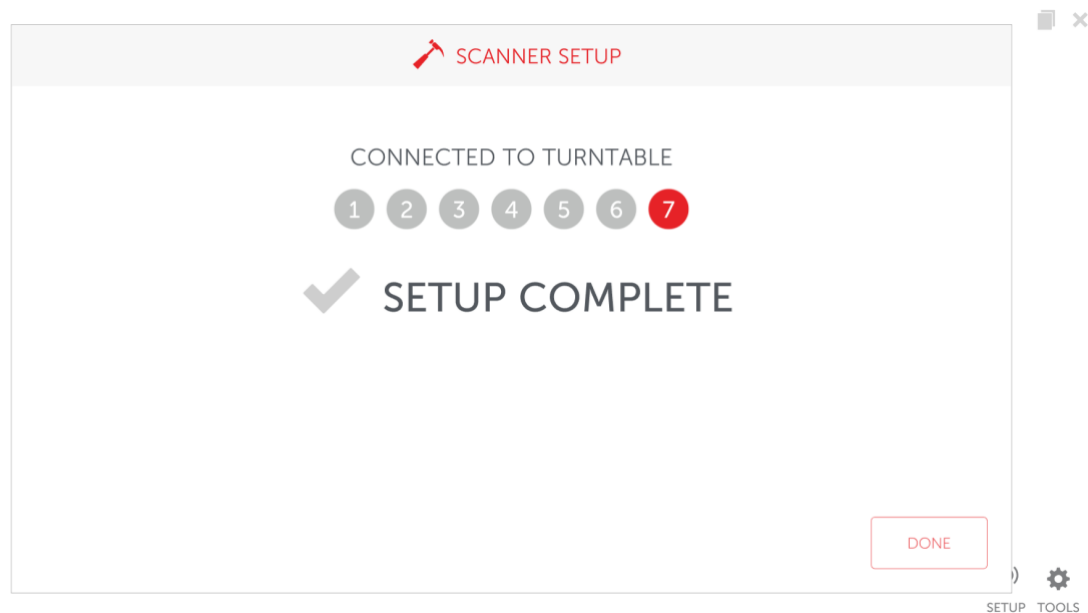 SCANNER SETUP
CONNECTED TO TURNTABLE
1 2 3 4 5 6 7
SETUP COMPLETE
DONE
SETUP TOOLS